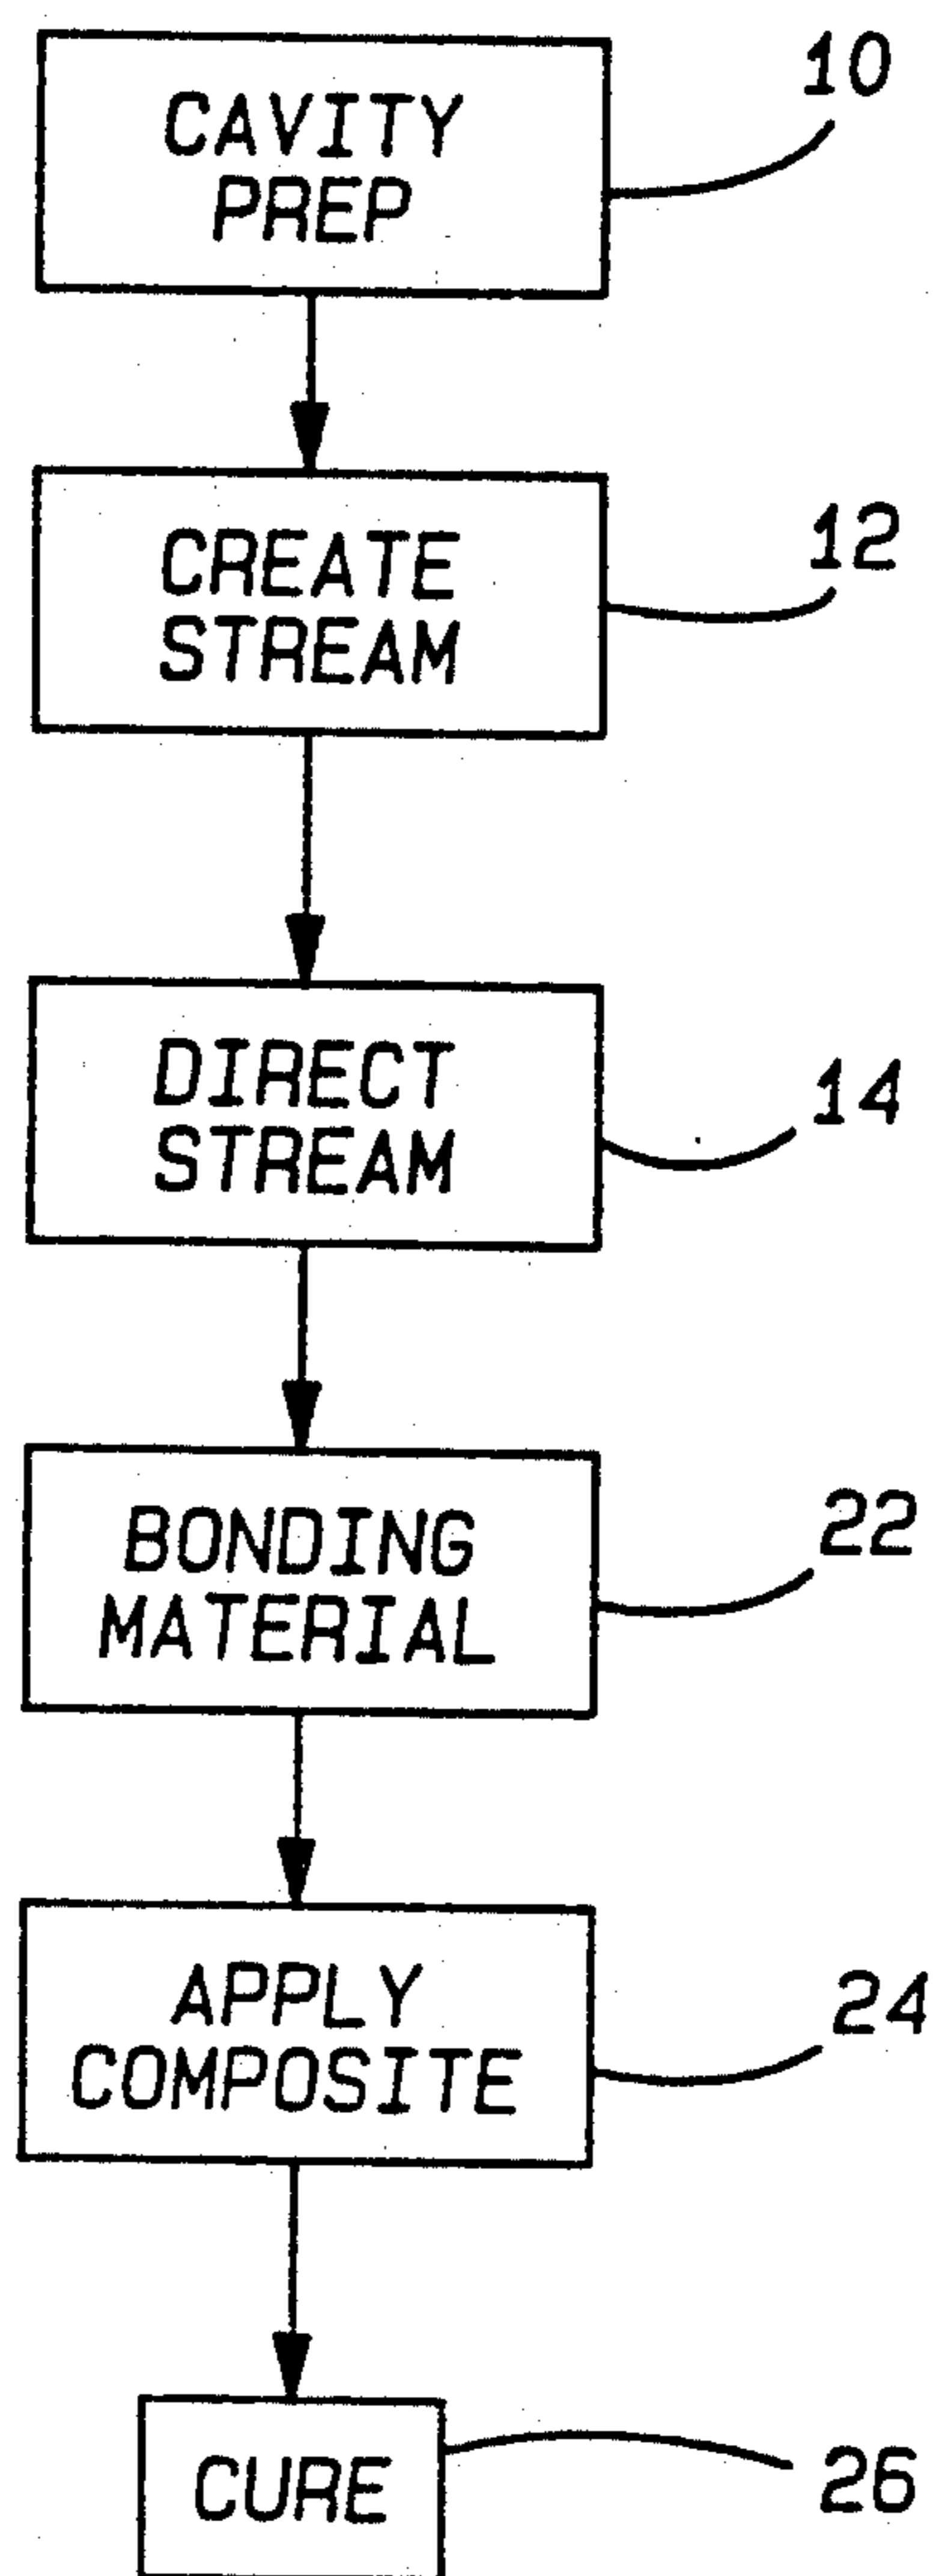 CAVITY
PREP
10
CREATE
STREAM
12
DIRECT
STREAM
14
BONDING
MATERIAL
22
APPLY
COMPOSITE
24
CURE
26